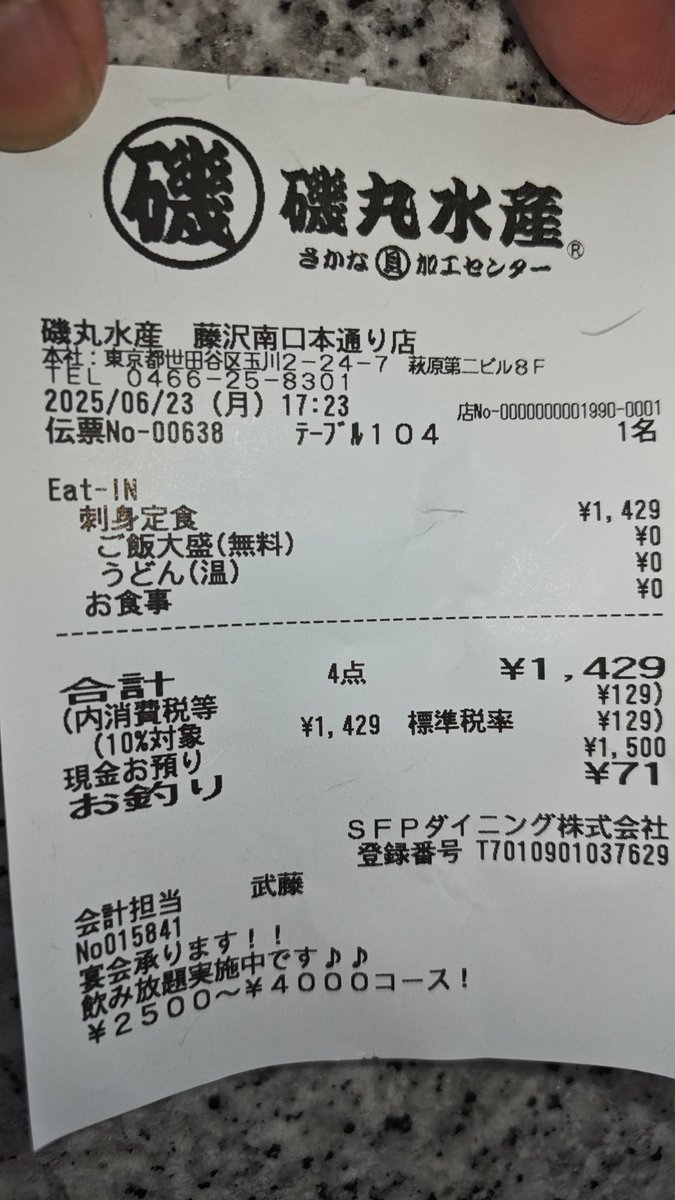 磯 磯丸水産®
さかな 貝 加工センター
磯丸水産 藤沢南口本通り店
本社:東京都世田谷区玉川2-24-7 萩原第二ビル8F
TEL 0466-25-8301
2025/06/23 (月) 17:23 店No-0000000001990-0001
伝票No-00638 テーブル104 1名
Eat-IN
刺身定食 ¥1,429
ご飯大盛(無料) ¥0
うどん(温) ¥0
お食事 ¥0
合計 4点 ¥1,429
(内消費税等 ¥129)
(10%対象 ¥1,429 標準税率 ¥129)
現金お預り ¥1,500
お釣り ¥71
SFPダイニング株式会社
登録番号 T7010901037629
会計担当 武藤
No015841
宴会承ります!!
飲み放題実施中です♪♪
¥2500~¥4000コース!